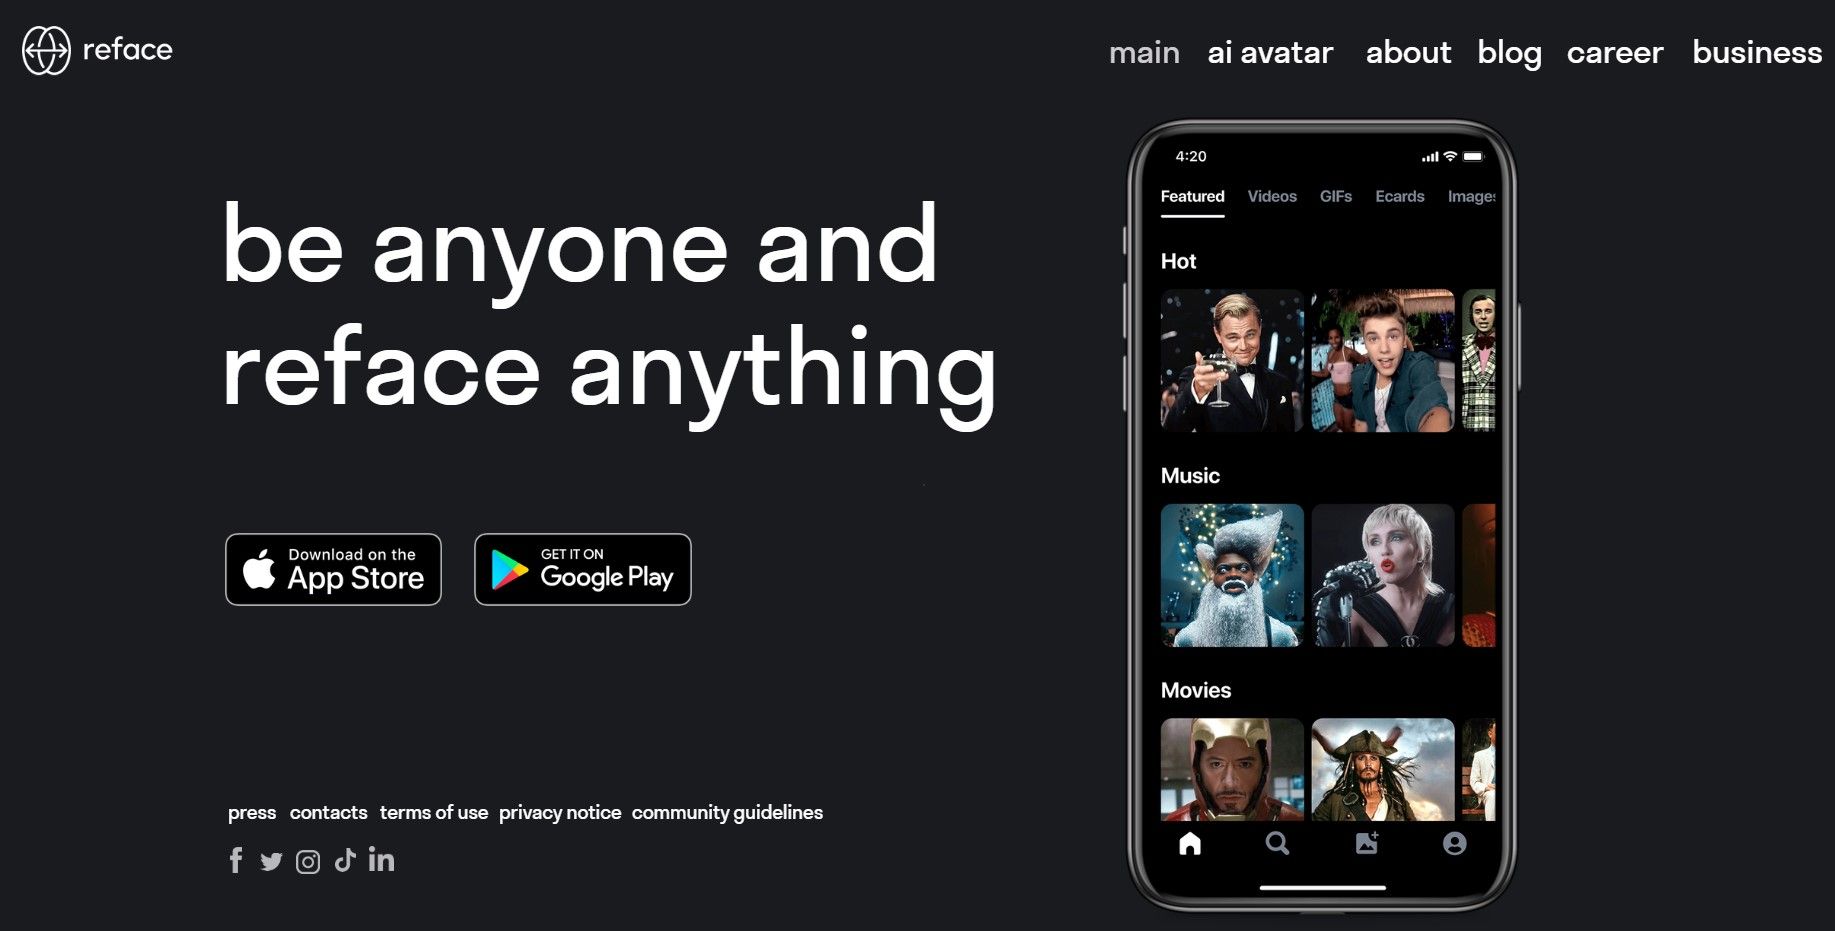 reface
main ai avatar about blog career business
be anyone and
reface anything
Download on the
App Store
GET IT ON
Google Play
press contacts terms of use privacy notice community guidelines
4:20
Featured Videos GIFs Ecards Images
Hot
Music
Movies